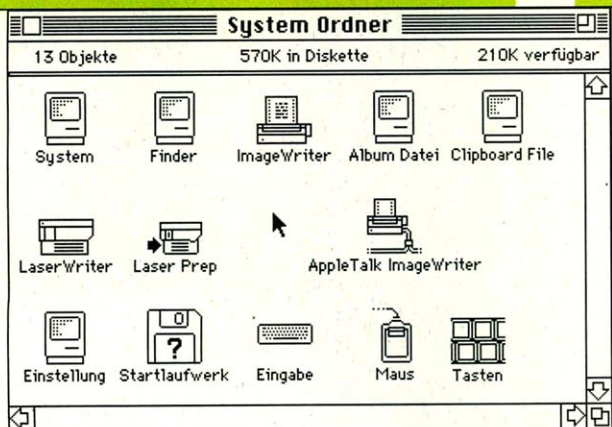 System Ordner
13 Objekte 570K in Diskette 210K verfügbar
System Finder ImageWriter Album Datei Clipboard File
LaserWriter Laser Prep AppleTalk ImageWriter
Einstellung Startlaufwerk Eingabe Maus Tasten